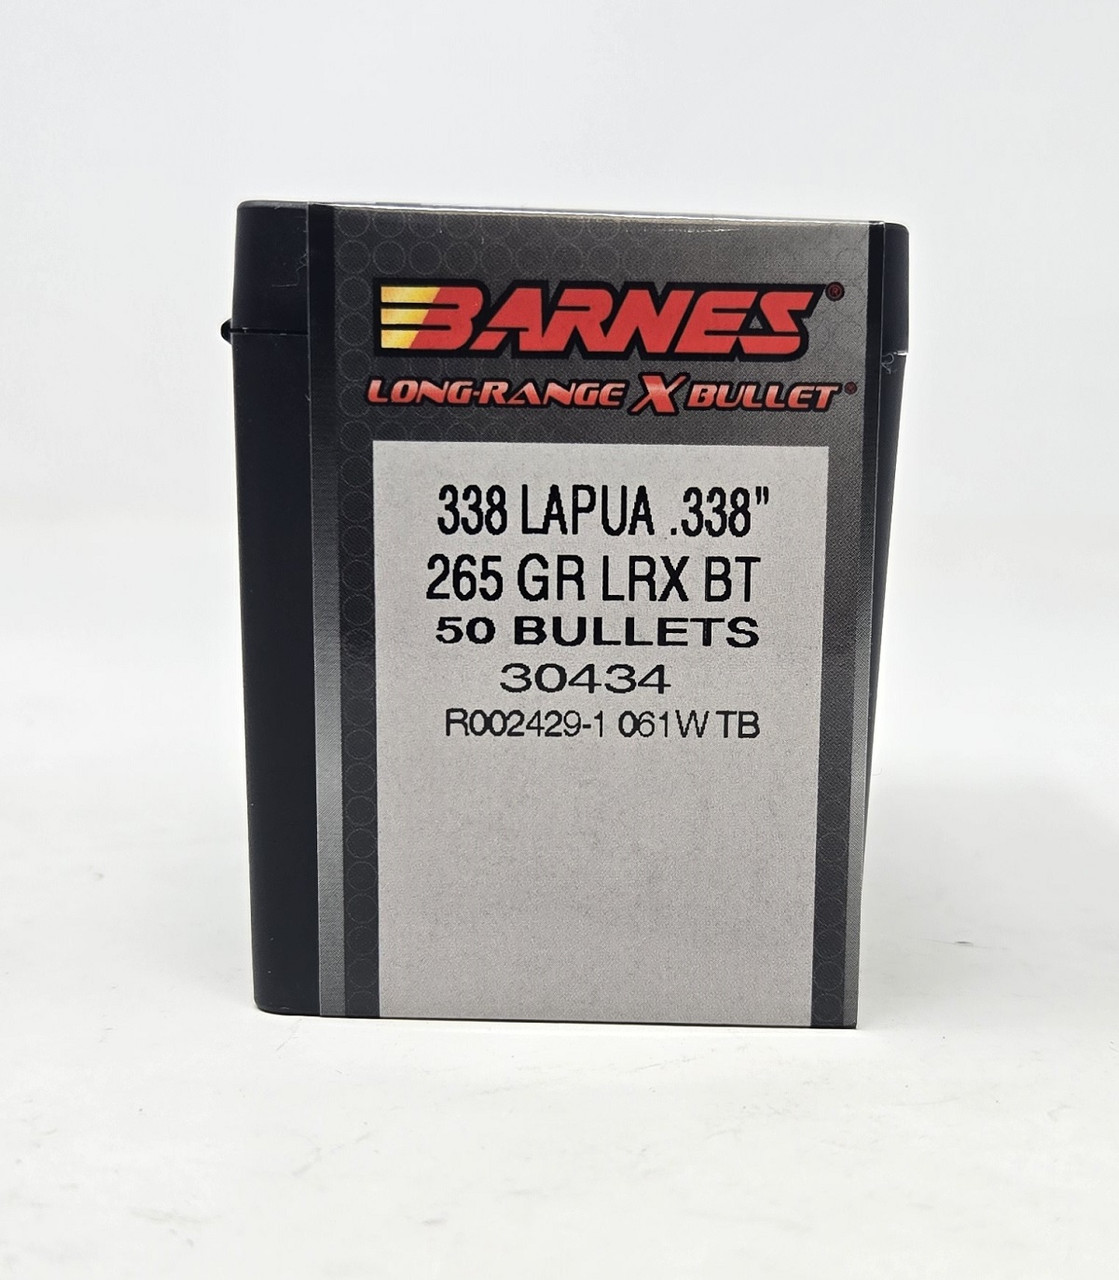 BARNES®
LONG-RANGE X BULLET®
338 LAPUA .338"
265 GR LRX BT
50 BULLETS
30434
R002429-1 061W TB